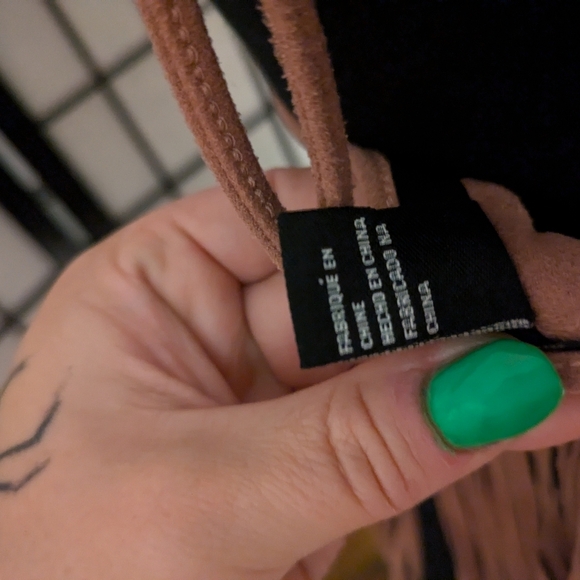 FABRIQUÉ EN
CHINE
HECHO EN CHINA
FABRICADO NA
CHINA